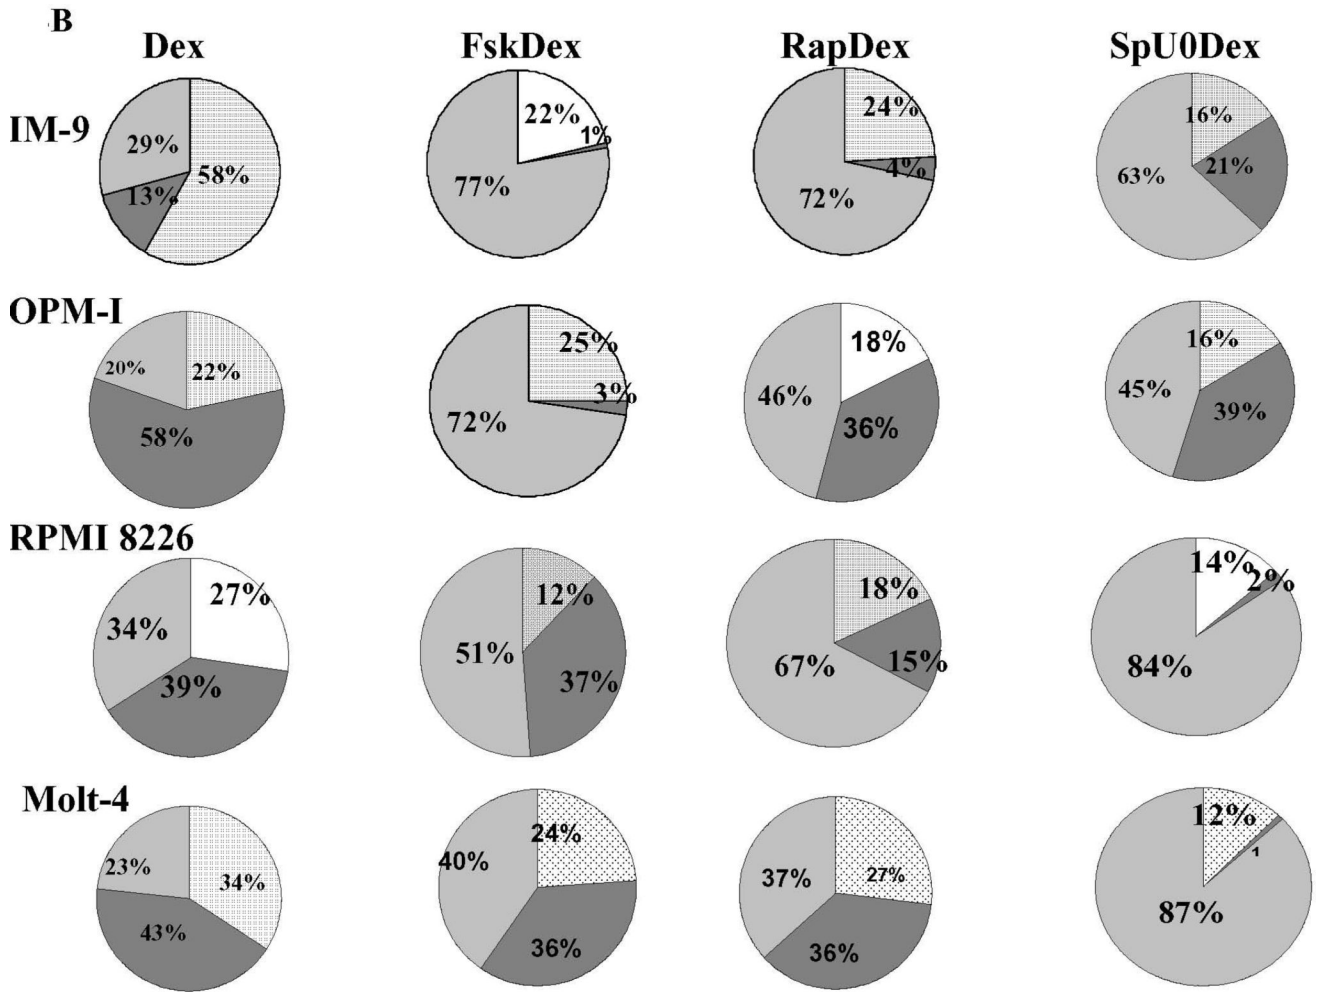 B
Dex FskDex RapDex SpU0Dex
IM-9
29% 58% 13%
22% 1% 77%
24% 4% 72%
16% 21% 63%
OPM-I
20% 22% 58%
25% 3% 72%
18% 46% 36%
16% 45% 39%
RPMI 8226
27% 34% 39%
12% 51% 37%
18% 15% 67%
14% 2% 84%
Molt-4
23% 34% 43%
24% 40% 36%
27% 37% 36%
12% 1 87%